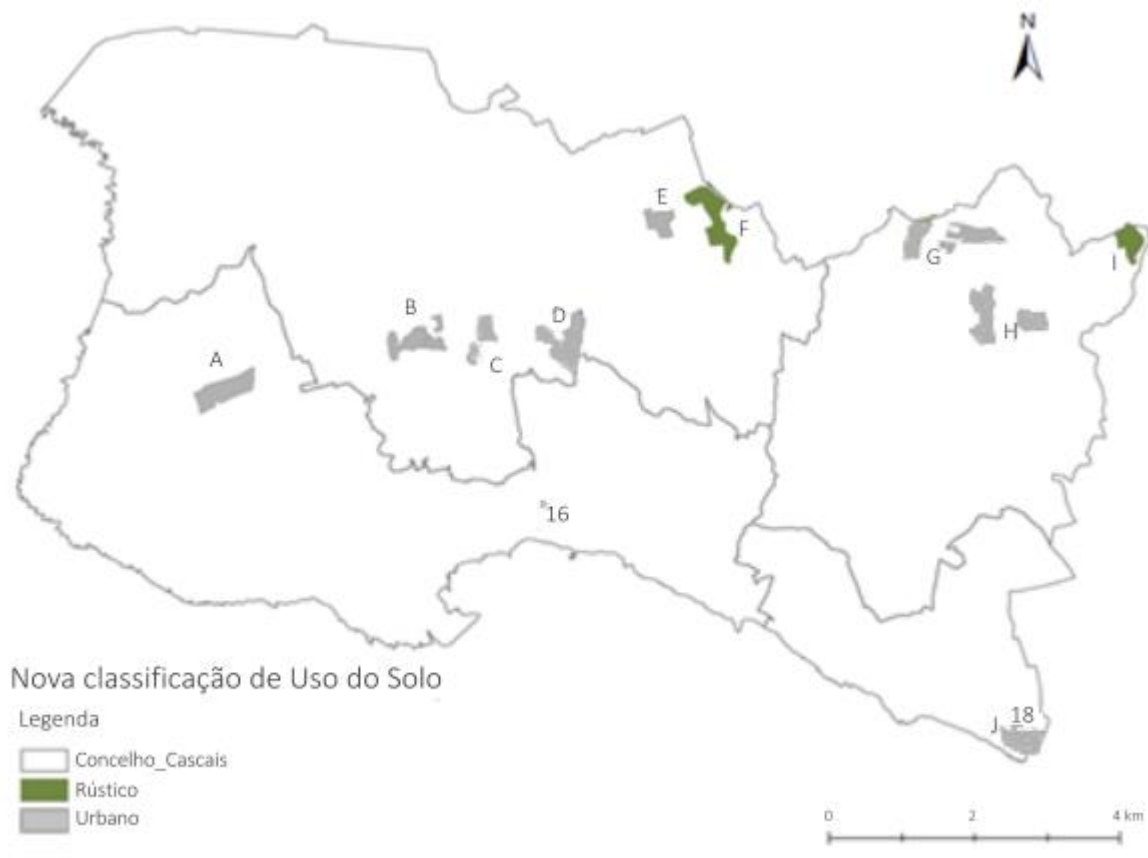 N
E
F
G
I
B
D
H
A
C
16
18
J
Nova classificação de Uso do Solo
Legenda
Concelho_Cascais
Rústico
Urbano
0 2 4 km